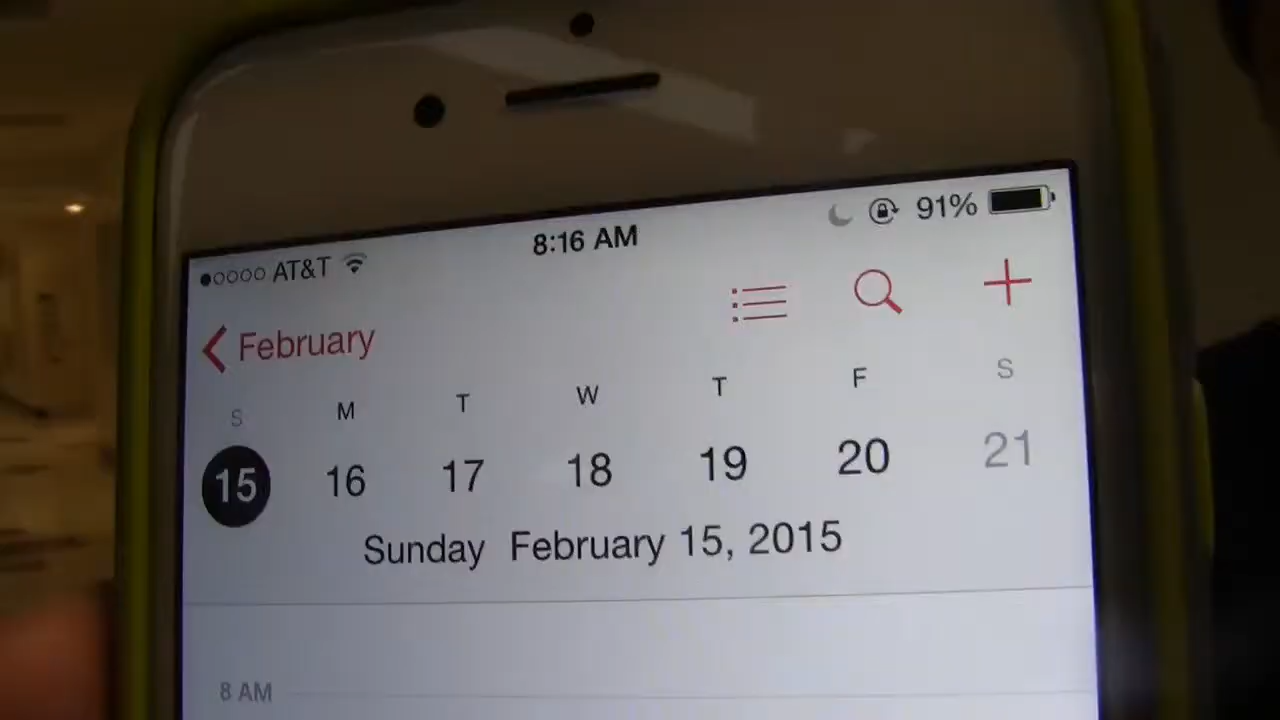 AT&T 8:16 AM 91%
February
S M T W T F S
15 16 17 18 19 20 21
Sunday February 15, 2015
8 AM